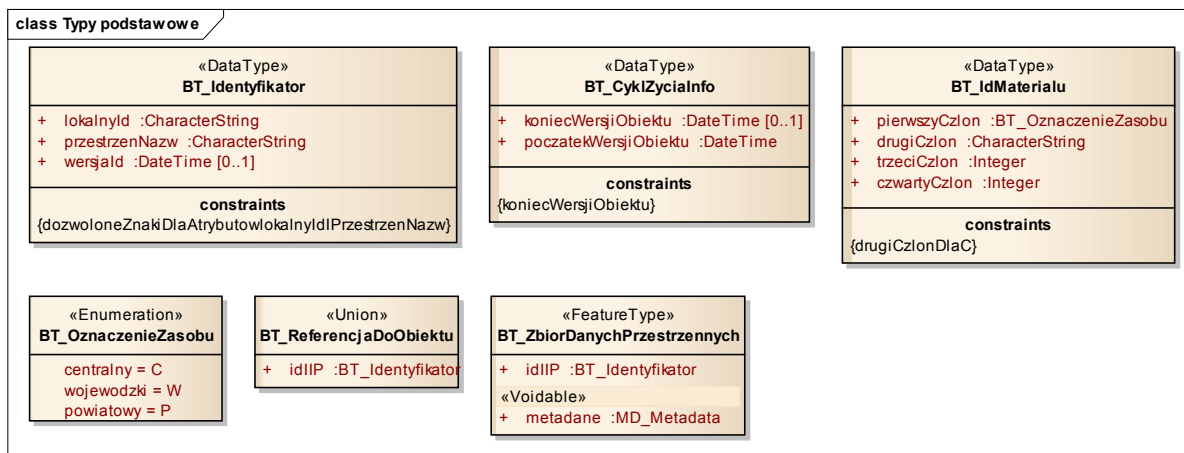 class Typy podstawowe
«DataType»
BT_Identyfikator
+ lokalnyId :CharacterString
+ przestrzenNazw :CharacterString
+ wersjaId :DateTime [0..1]
constraints
{dozwoloneZnakiDlaAtrybutowlokalnyIdIPrzestrzenNazw}
«DataType»
BT_CyklZyciaInfo
+ koniecWersjiObiektu :DateTime [0..1]
+ poczatekWersjiObiektu :DateTime
constraints
{koniecWersjiObiektu}
«DataType»
BT_IdMaterialu
+ pierwszyCzlon :BT_OznaczenieZasobu
+ drugiCzlon :CharacterString
+ trzeciCzlon :Integer
+ czwartyCzlon :Integer
constraints
{drugiCzlonDlaC}
«Enumeration»
BT_OznaczenieZasobu
centralny = C
wojewodzki = W
powiatowy = P
«Union»
BT_ReferencjaDoObiektu
+ idIIP :BT_Identyfikator
«FeatureType»
BT_ZbiorDanychPrzestrzennych
+ idIIP :BT_Identyfikator
«Voidable»
+ metadane :MD_Metadata